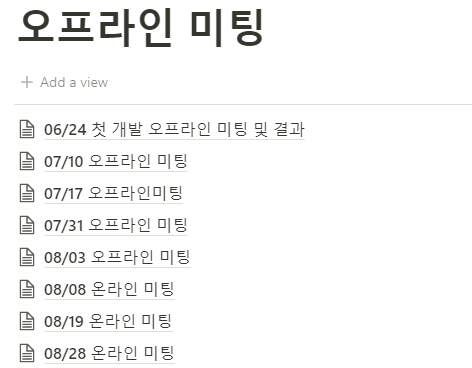 오프라인 미팅
+ Add a view
06/24 첫 개발 오프라인 미팅 및 결과
07/10 오프라인 미팅
07/17 오프라인미팅
07/31 오프라인 미팅
08/03 오프라인 미팅
08/08 온라인 미팅
08/19 온라인 미팅
08/28 온라인 미팅